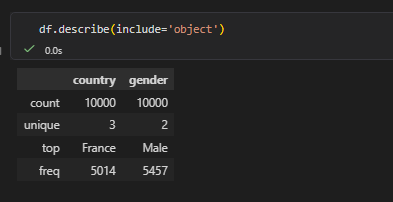 df.describe(include='object')
0.0s
country gender
count 10000 10000
unique 3 2
top France Male
freq 5014 5457